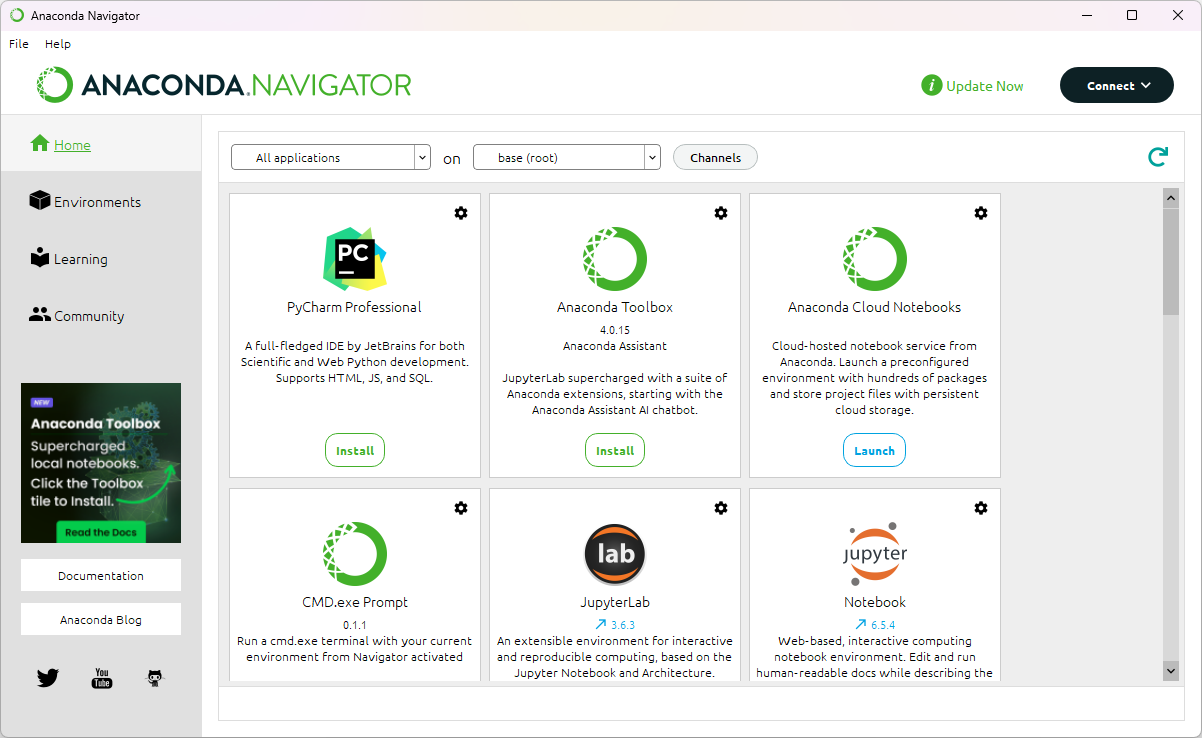 Anaconda Navigator
File Help
ANACONDA.NAVIGATOR
i Update Now
Connect
Home
Environments
Learning
Community
NEW
Anaconda Toolbox
Supercharged
local notebooks.
Click the Toolbox
tile to Install.
Read the Docs
Documentation
Anaconda Blog
You
Tube
All applications on base (root) Channels
PC
PyCharm Professional
A full-fledged IDE by JetBrains for both
Scientific and Web Python development.
Supports HTML, JS, and SQL.
Install
Anaconda Toolbox
4.0.15
Anaconda Assistant
JupyterLab supercharged with a suite of
Anaconda extensions, starting with the
Anaconda Assistant AI chatbot.
Install
Anaconda Cloud Notebooks
Cloud-hosted notebook service from
Anaconda. Launch a preconfigured
environment with hundreds of packages
and store project files with persistent
cloud storage.
Launch
CMD.exe Prompt
0.1.1
Run a cmd.exe terminal with your current
environment from Navigator activated
lab
JupyterLab
3.6.3
An extensible environment for interactive
and reproducible computing, based on the
Jupyter Notebook and Architecture.
jupyter
Notebook
6.5.4
Web-based, interactive computing
notebook environment. Edit and run
human-readable docs while describing the